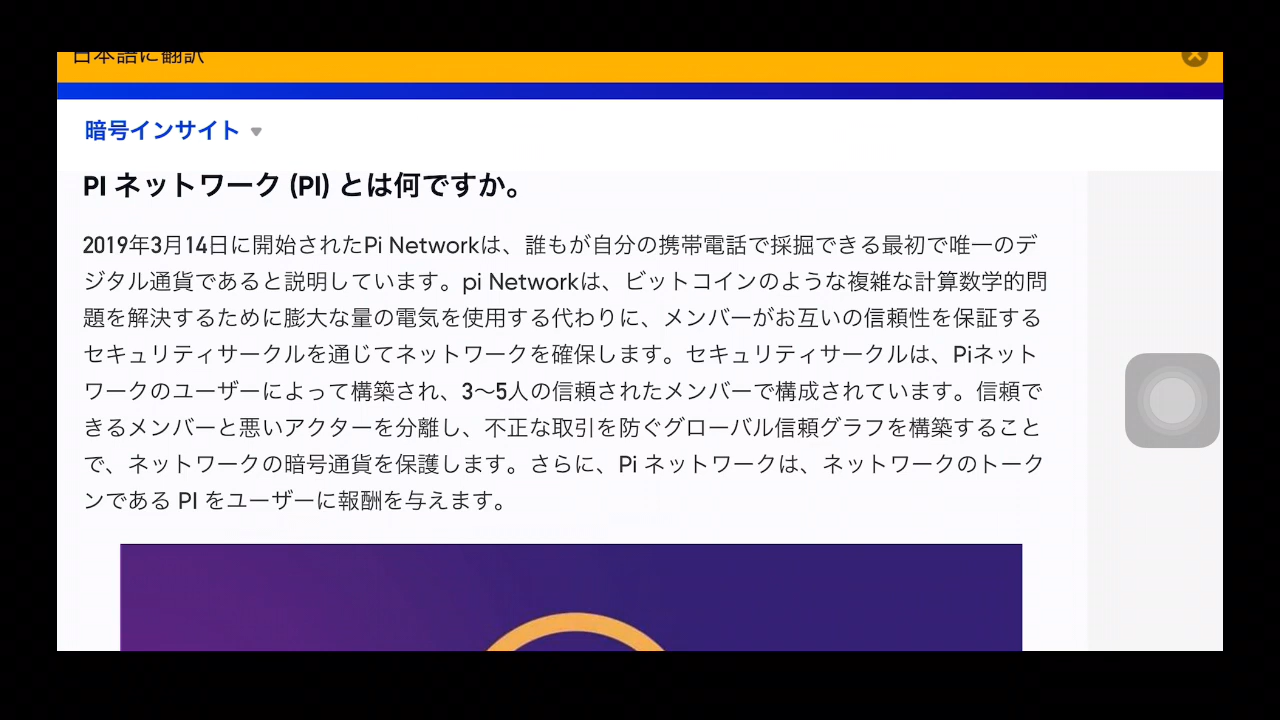 日本語に翻訳
暗号インサイト
PI ネットワーク (PI) とは何ですか。
2019年3月14日に開始されたPi Networkは、誰もが自分の携帯電話で採掘できる最初で唯一のデ
ジタル通貨であると説明しています。pi Networkは、ビットコインのような複雑な計算数学的問
題を解決するために膨大な量の電気を使用する代わりに、メンバーがお互いの信頼性を保証する
セキュリティサークルを通じてネットワークを確保します。セキュリティサークルは、Piネット
ワークのユーザーによって構築され、3〜5人の信頼されたメンバーで構成されています。信頼で
きるメンバーと悪いアクターを分離し、不正な取引を防ぐグローバル信頼グラフを構築すること
で、ネットワークの暗号通貨を保護します。さらに、Pi ネットワークは、ネットワークのトーク
ンである PI をユーザーに報酬を与えます。